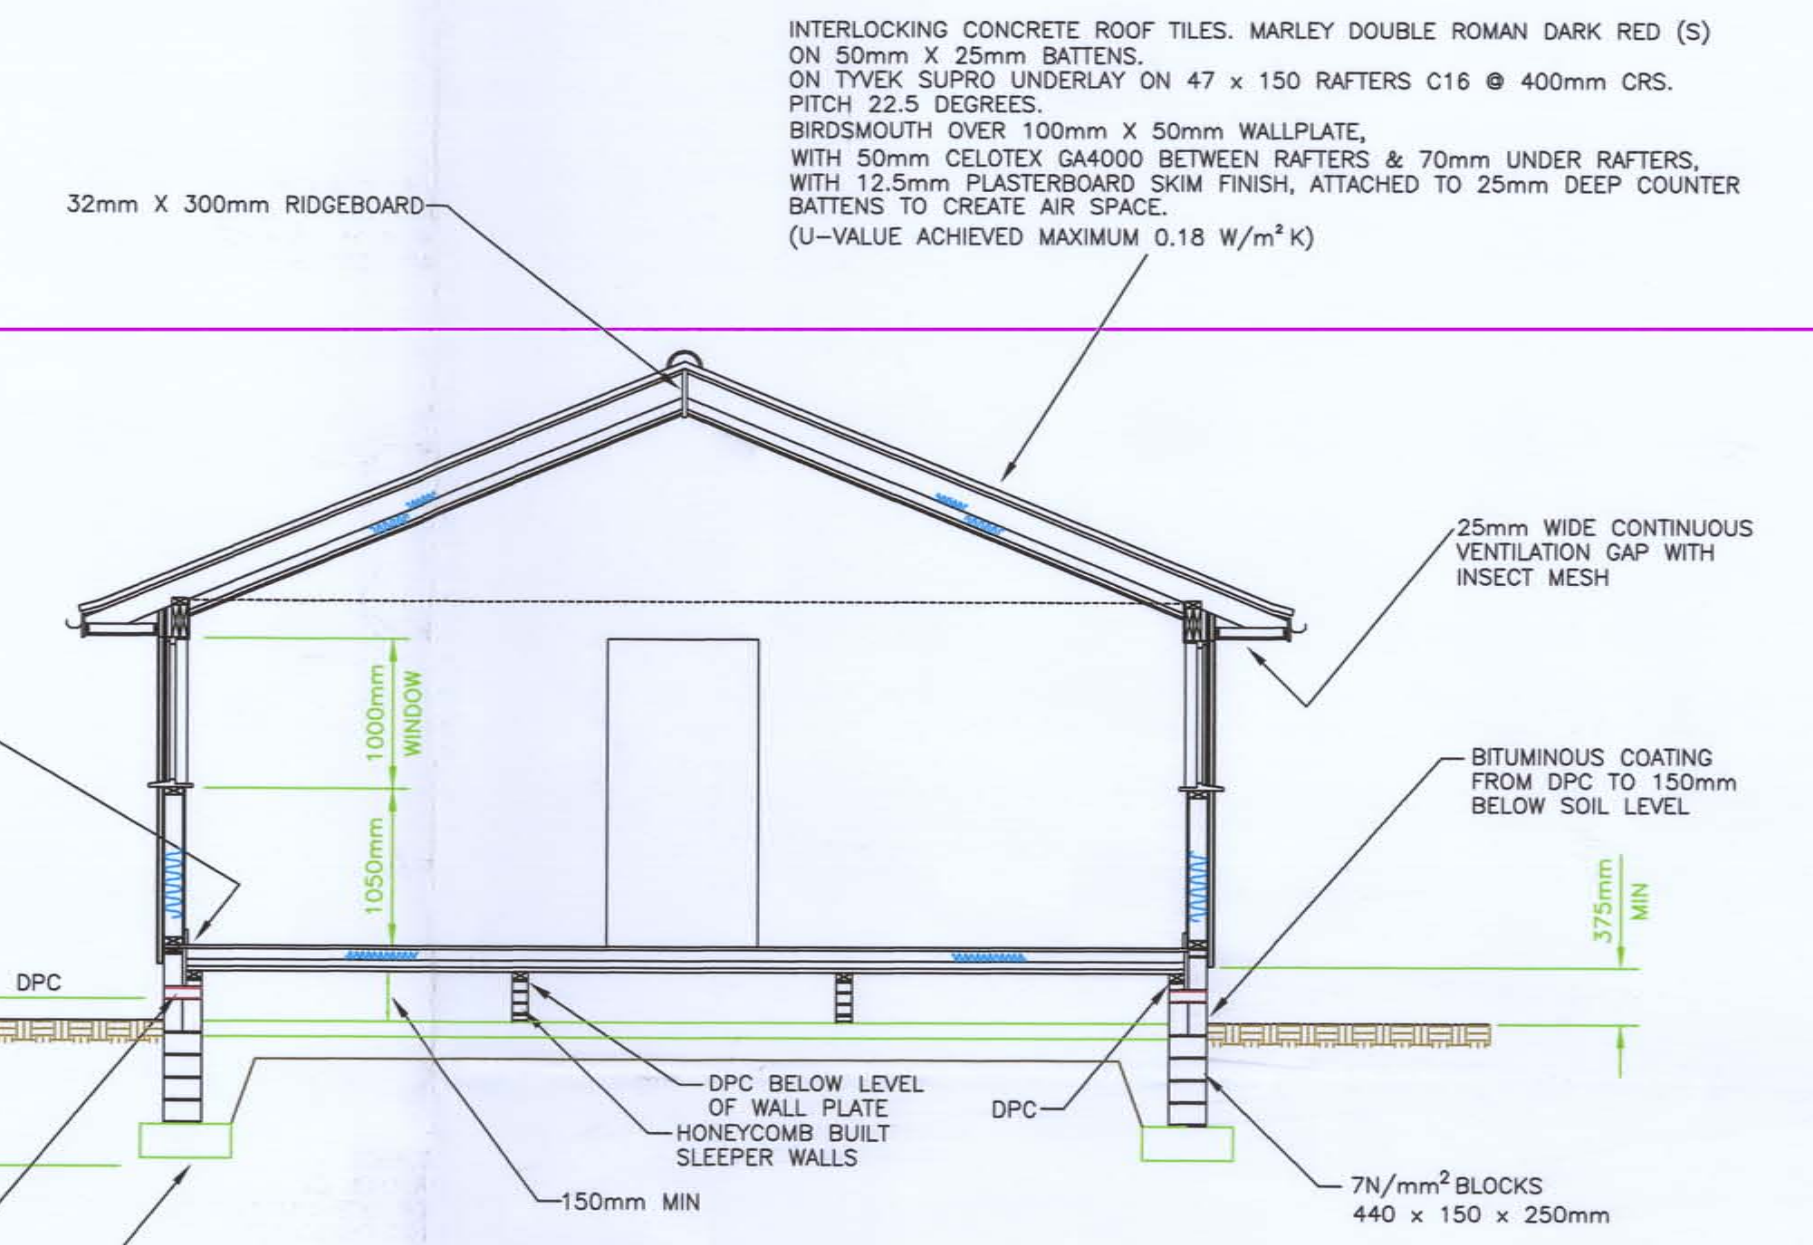 INTERLOCKING CONCRETE ROOF TILES. MARLEY DOUBLE ROMAN DARK RED (S)
ON 50mm X 25mm BATTENS.
ON TYVEK SUPRO UNDERLAY ON 47 x 150 RAFTERS C16 @ 400mm CRS.
PITCH 22.5 DEGREES.
BIRDSMOUTH OVER 100mm X 50mm WALLPLATE,
WITH 50mm CELOTEX GA4000 BETWEEN RAFTERS & 70mm UNDER RAFTERS,
WITH 12.5mm PLASTERBOARD SKIM FINISH, ATTACHED TO 25mm DEEP COUNTER
BATTENS TO CREATE AIR SPACE.
(U-VALUE ACHIEVED MAXIMUM 0.18 W/m² K)
32mm X 300mm RIDGEBOARD
25mm WIDE CONTINUOUS
VENTILATION GAP WITH
INSECT MESH
1000mm
WINDOW
1050mm
BITUMINOUS COATING
FROM DPC TO 150mm
BELOW SOIL LEVEL
375mm
MIN
DPC
DPC BELOW LEVEL
OF WALL PLATE
HONEYCOMB BUILT
SLEEPER WALLS
DPC
150mm MIN
7N/mm² BLOCKS
440 x 150 x 250mm